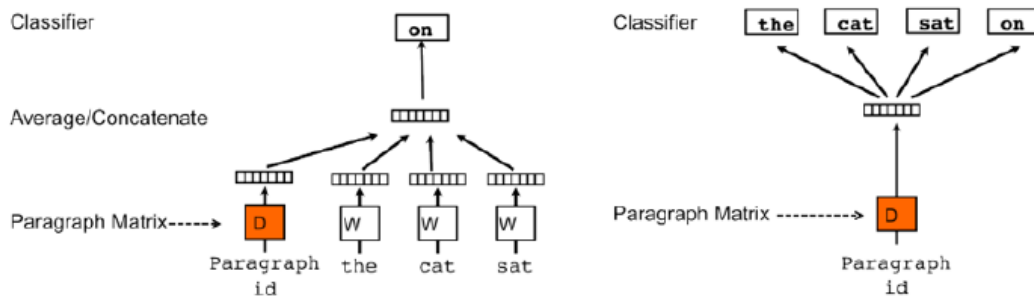 Classifier
on
Average/Concatenate
Paragraph Matrix
D
W
W
W
Paragraph
id
the
cat
sat
Classifier
the
cat
sat
on
Paragraph Matrix
D
Paragraph
id